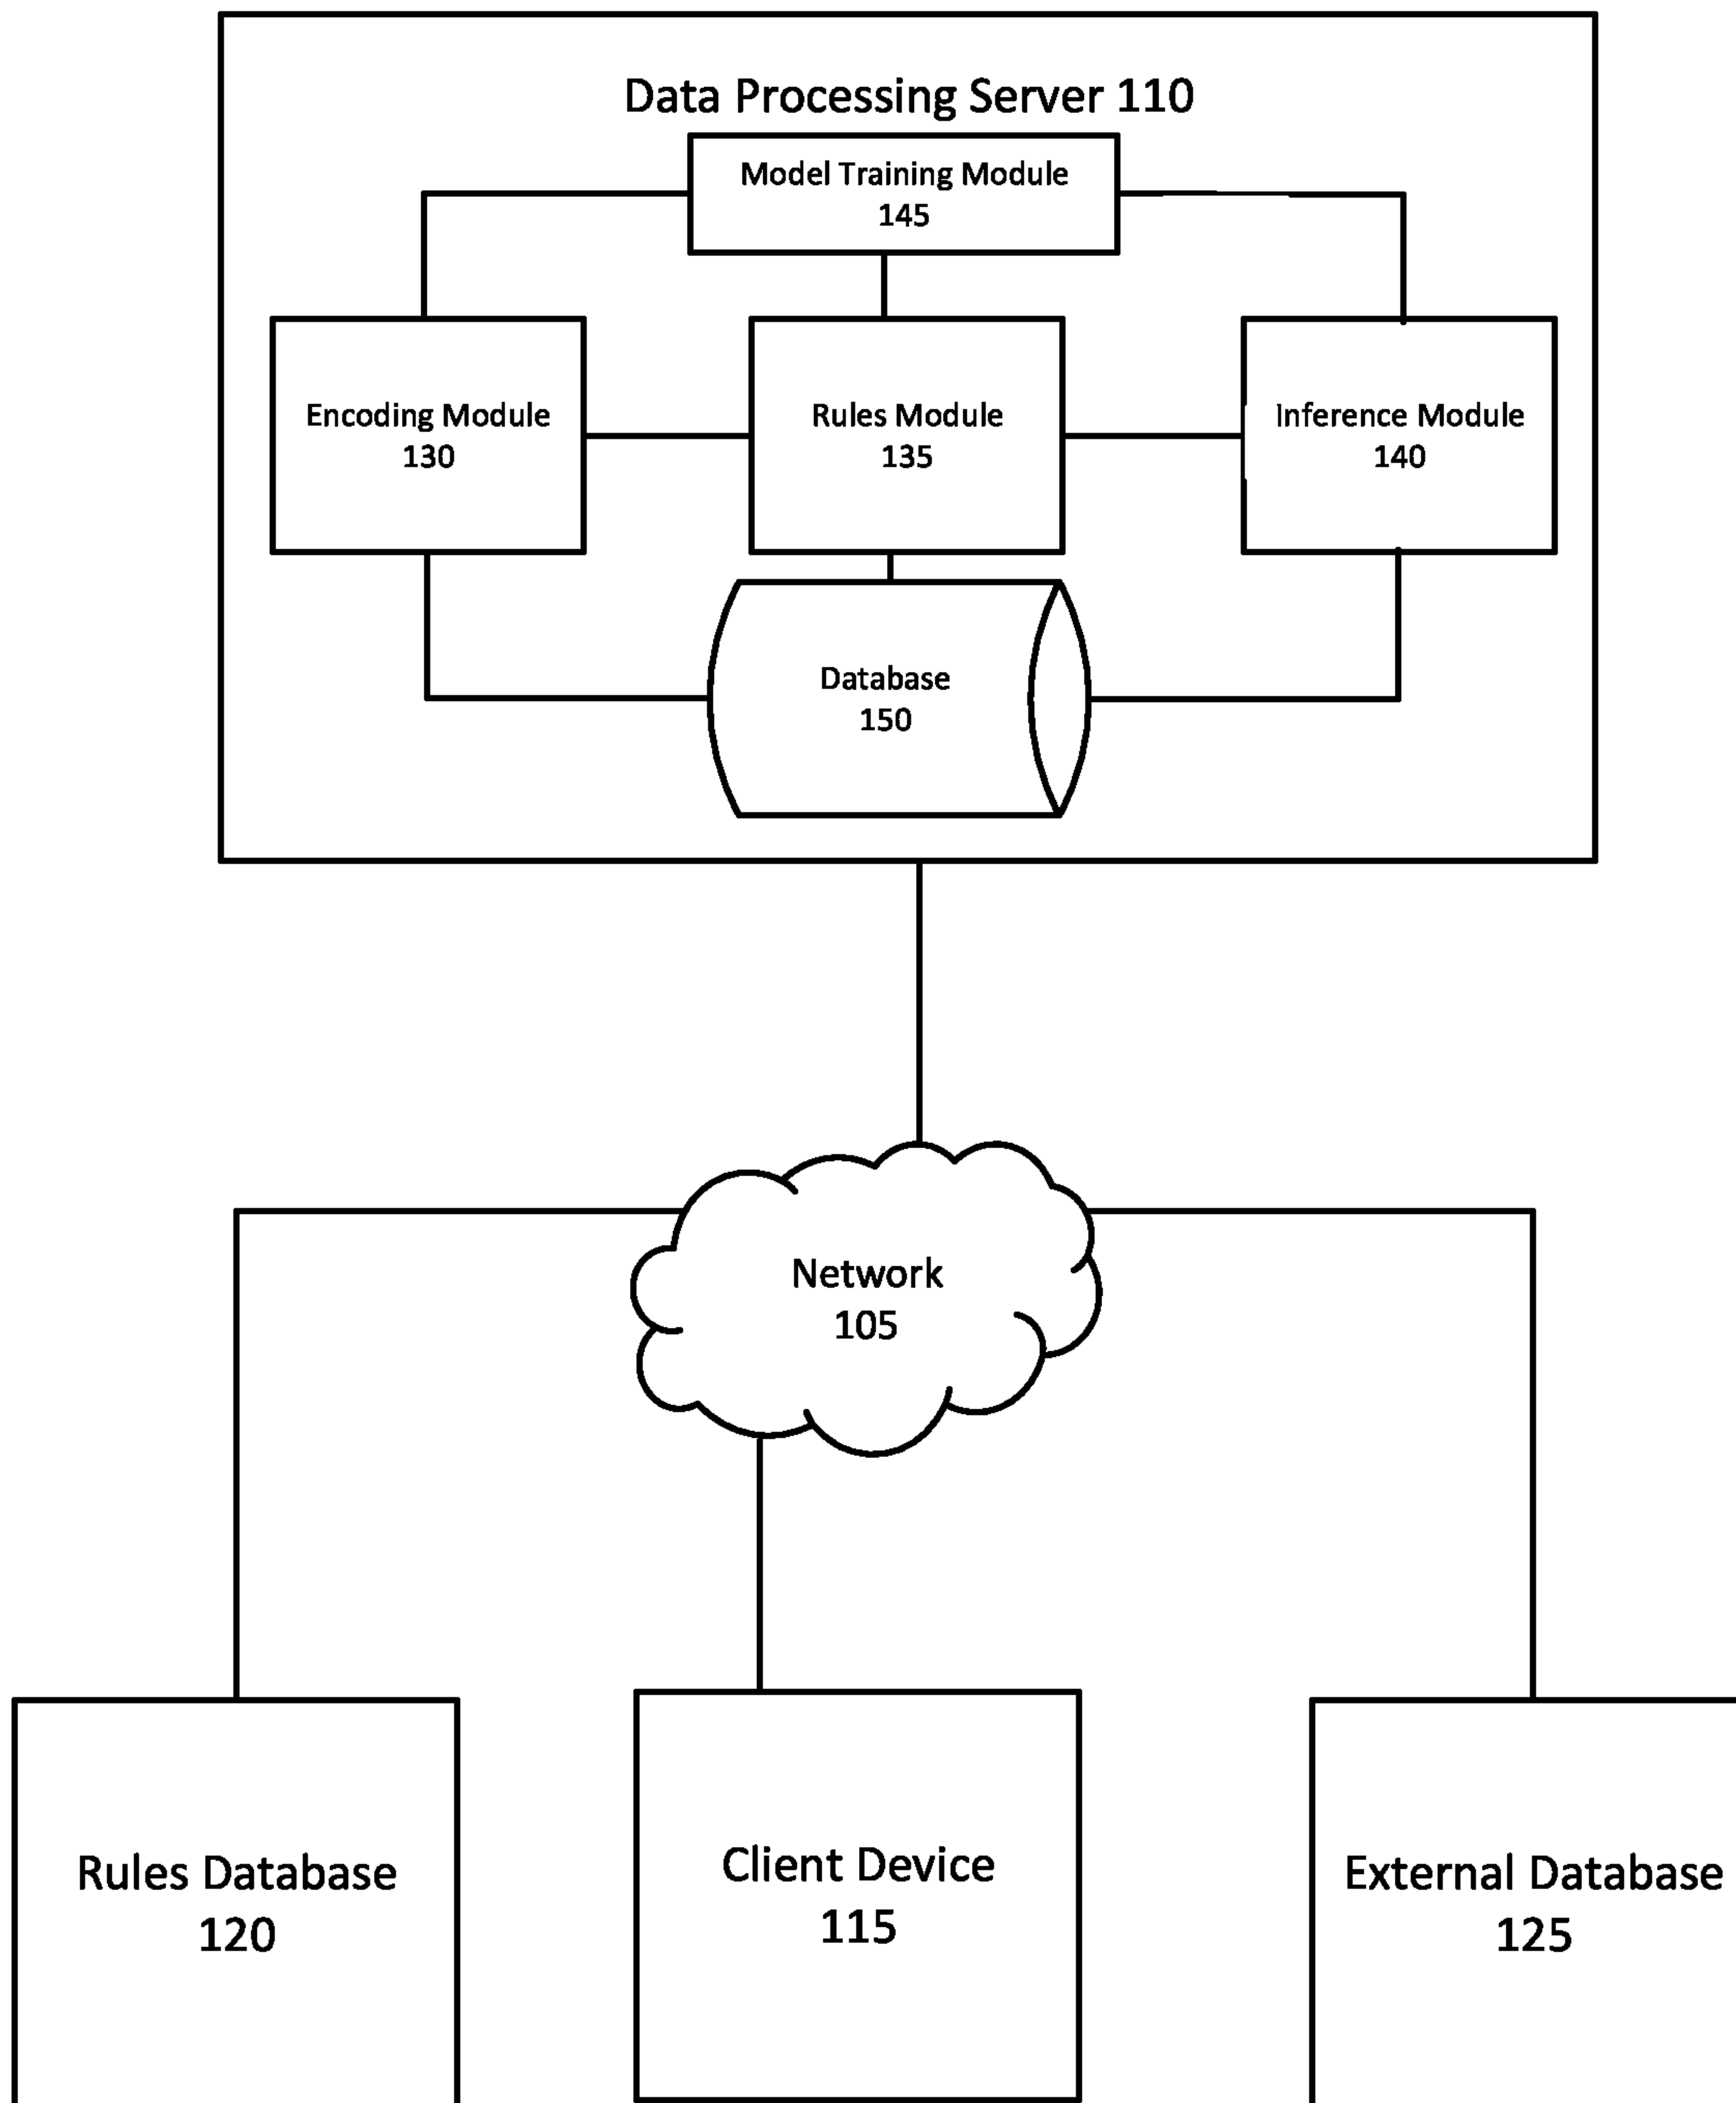 Data Processing Server 110
Model Training Module
145
Encoding Module
130
Rules Module
135
Inference Module
140
Database
150
Network
105
Rules Database
120
Client Device
115
External Database
125